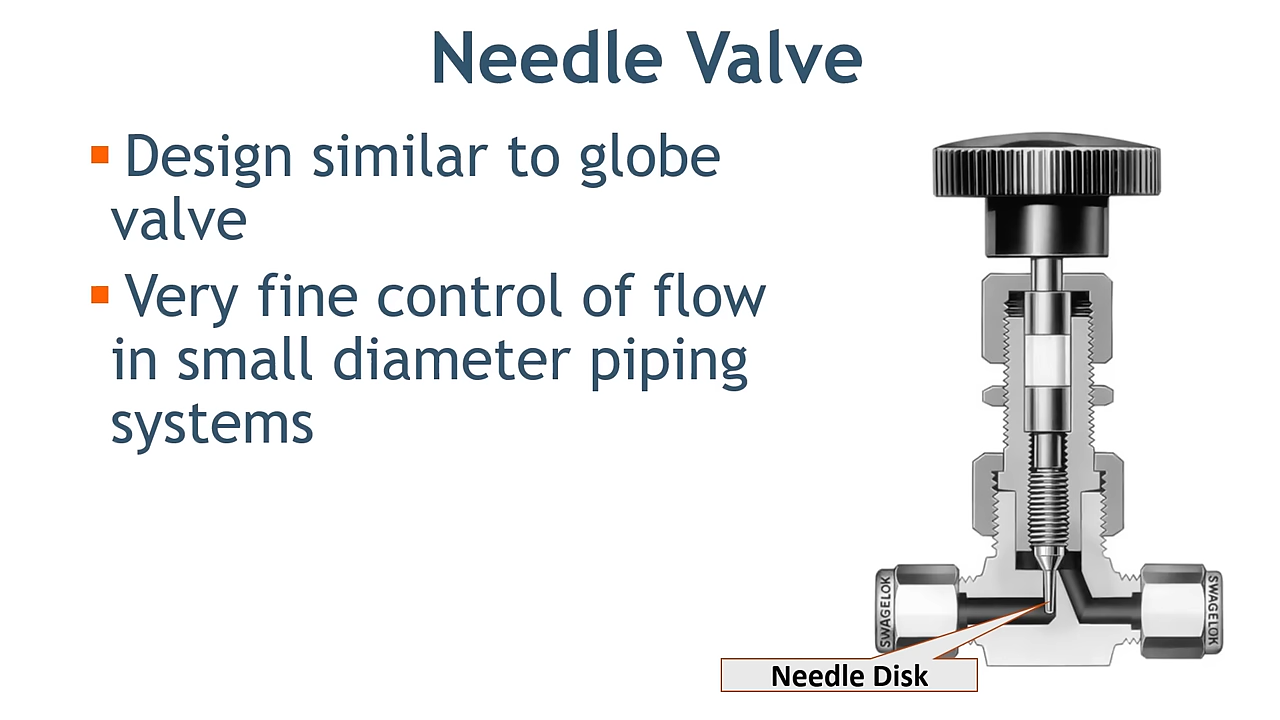 Needle Valve
Design similar to globe
valve
Very fine control of flow
in small diameter piping
systems
SWAGELOK
SWAGELOK
Needle Disk